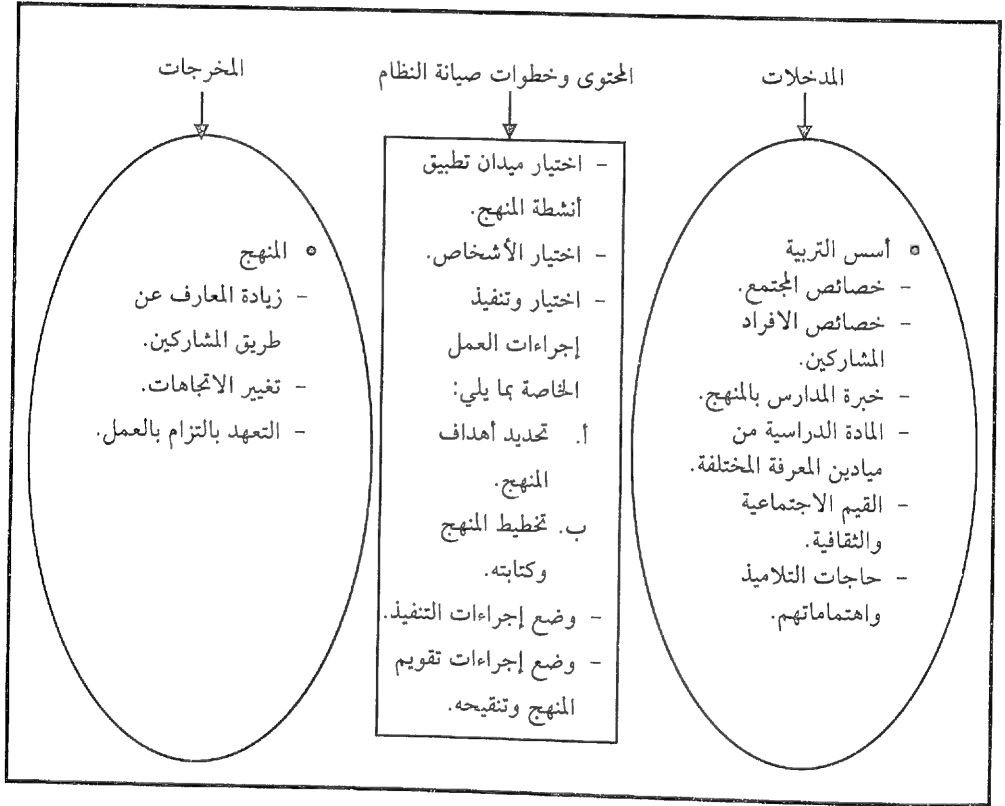 المدخلات
أسس التربية
- خصائص المجتمع.
- خصائص الافراد
المشاركين.
- خبرة المدارس بالمنهج.
- المادة الدراسية من
ميادين المعرفة المختلفة.
- القيم الاجتماعية
والثقافية.
- حاجات التلاميذ
واهتماماتهم.
المحتوى وخطوات صيانة النظام
- اختيار ميدان تطبيق
أنشطة المنهج.
- اختيار الأشخاص.
- اختيار وتنفيذ
إجراءات العمل
الخاصة بما يلي:
أ. تحديد أهداف
المنهج.
ب. تخطيط المنهج
وكتابته.
- وضع إجراءات التنفيذ.
- وضع إجراءات تقويم
المنهج وتنقيحه.
المخرجات
المنهج
- زيادة المعارف عن
طريق المشاركين.
- تغيير الاتجاهات.
- التعهد بالتزام بالعمل.